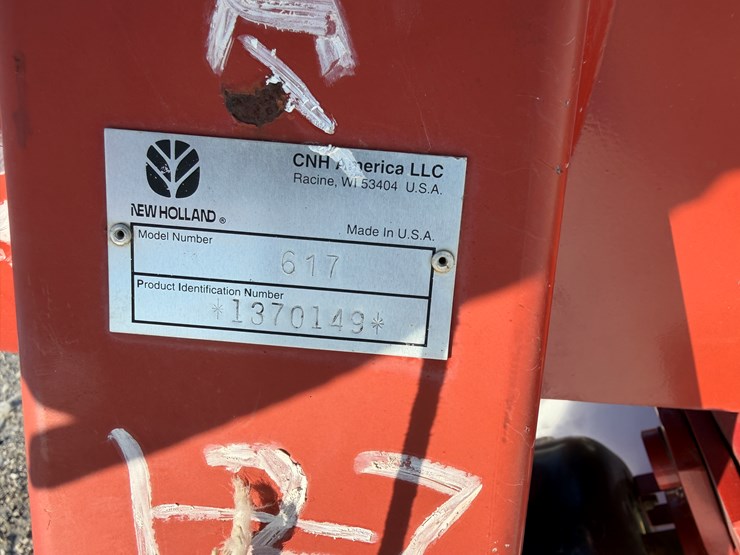 CNH America LLC
Racine, WI 53404 U.S.A.
NEW HOLLAND ®
Made in U.S.A.
Model Number
617
Product Identification Number
*1370149*